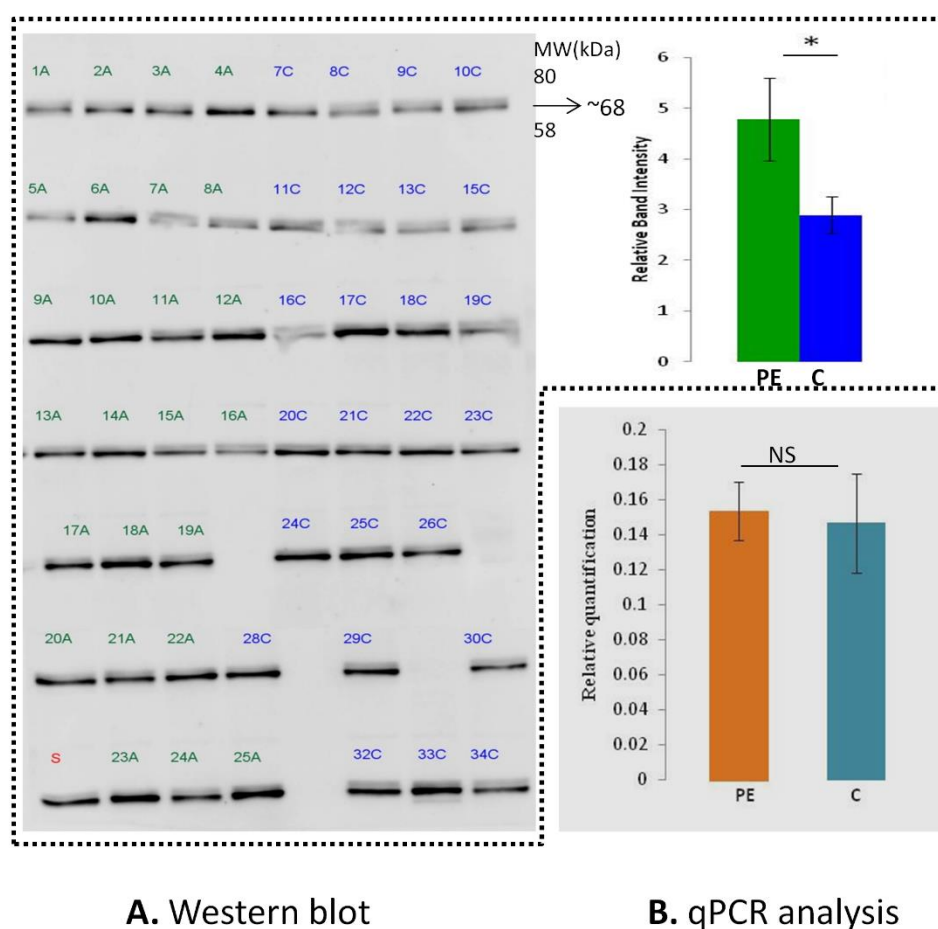 1A 2A 3A 4A 7C 8C 9C 10C
5A 6A 7A 8A 11C 12C 13C 15C
9A 10A 11A 12A 16C 17C 18C 19C
13A 14A 15A 16A 20C 21C 22C 23C
17A 18A 19A 24C 25C 26C
20A 21A 22A 28C 29C 30C
S 23A 24A 25A 32C 33C 34C
MW(kDa)
80
~68
58
*
Relative Band Intensity
6
5
4
3
2
1
0
PE C
NS
Relative quantification
0.2
0.18
0.16
0.14
0.12
0.1
0.08
0.06
0.04
0.02
0
PE C
A. Western blot
B. qPCR analysis